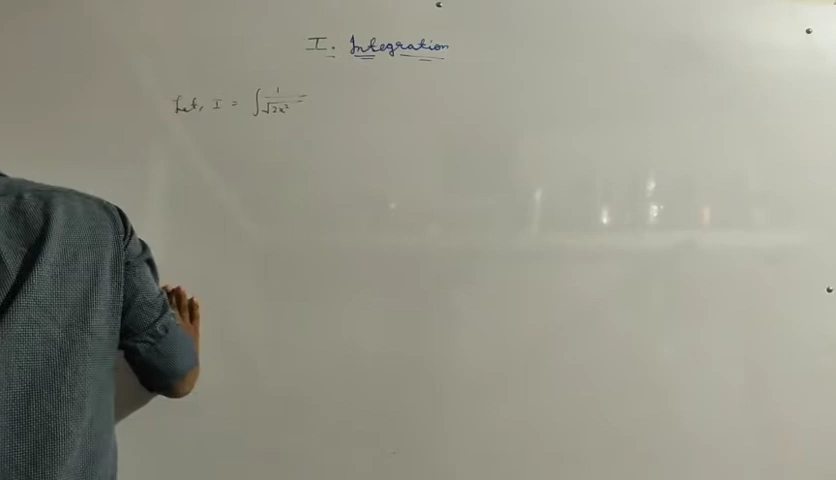 I. Integration
Let, I = ∫ 1/√2x²